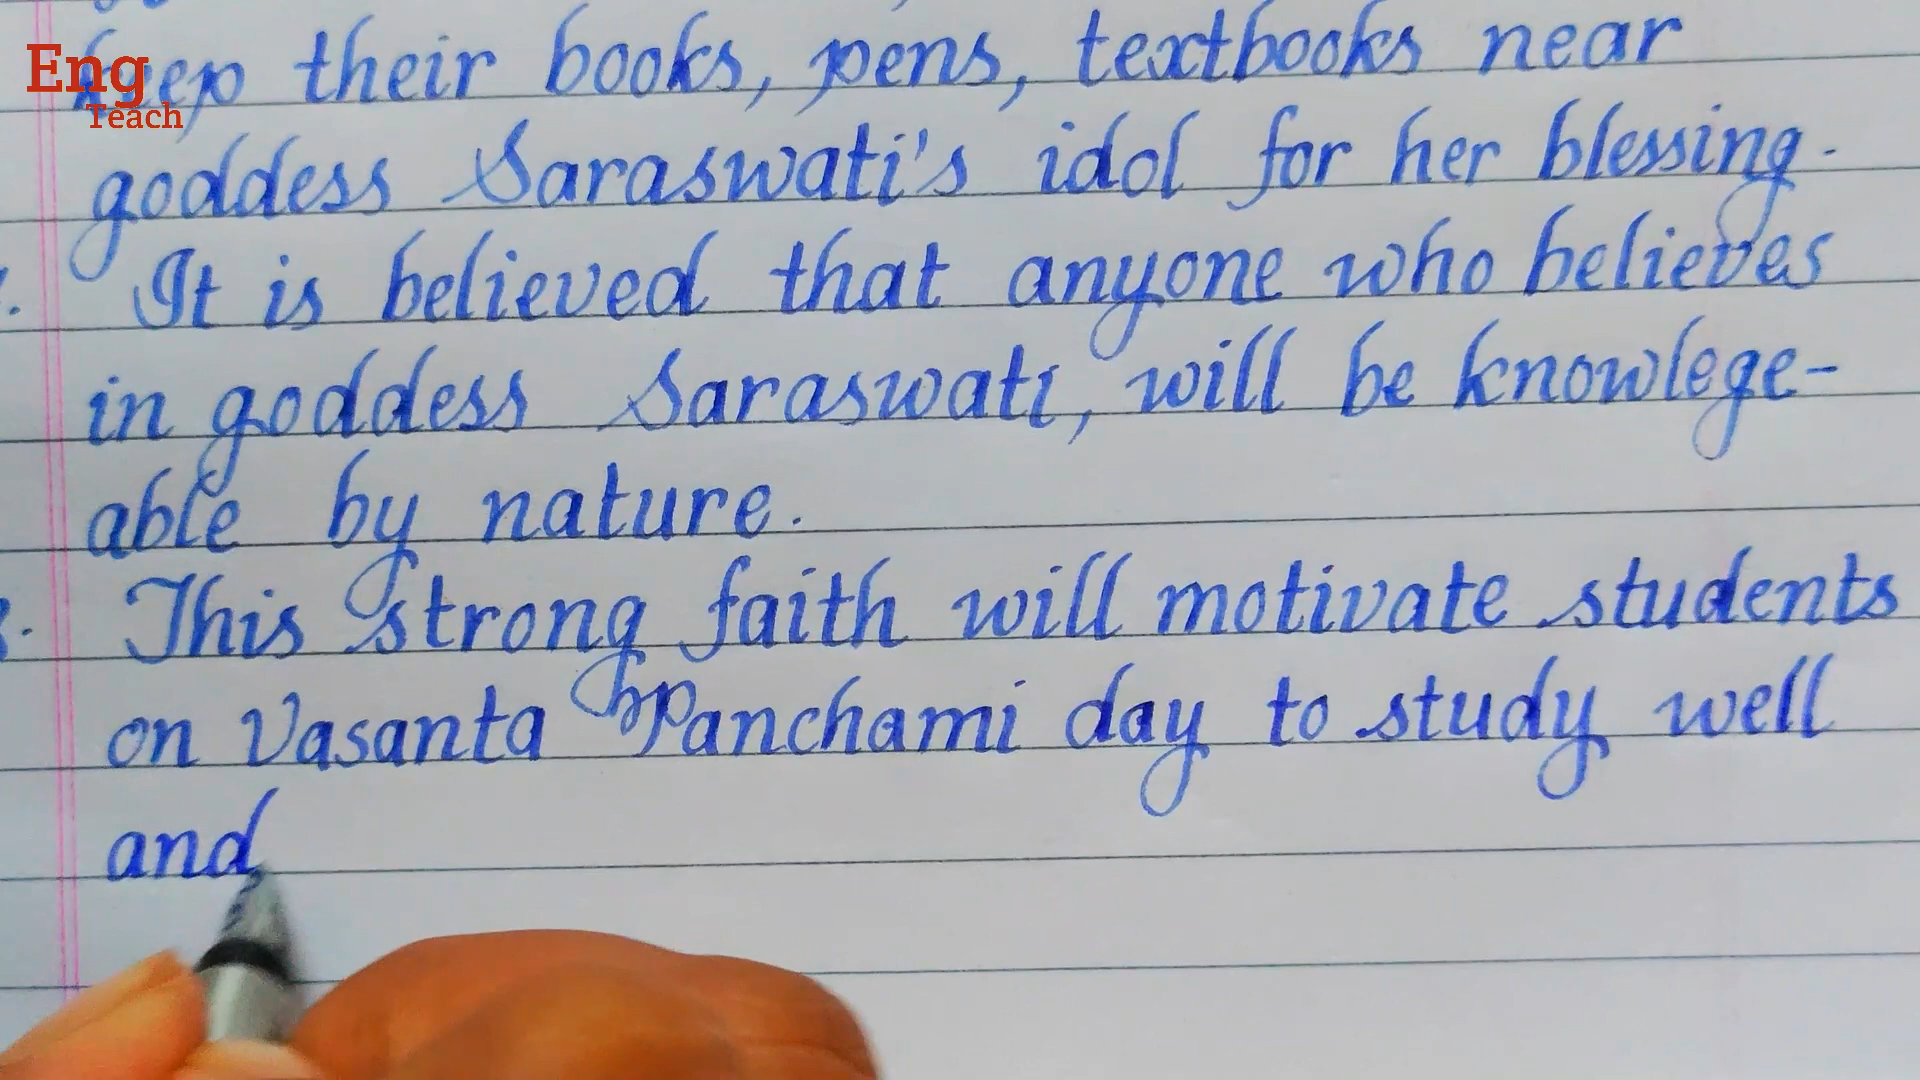 Eng
Teach
keep their books, pens, textbooks near
goddess Saraswati's idol for her blessing.
It is believed that anyone who believes
in goddess Saraswati, will be knowlege-
able by nature.
8. This strong faith will motivate students
on Vasanta Panchami day to study well
and